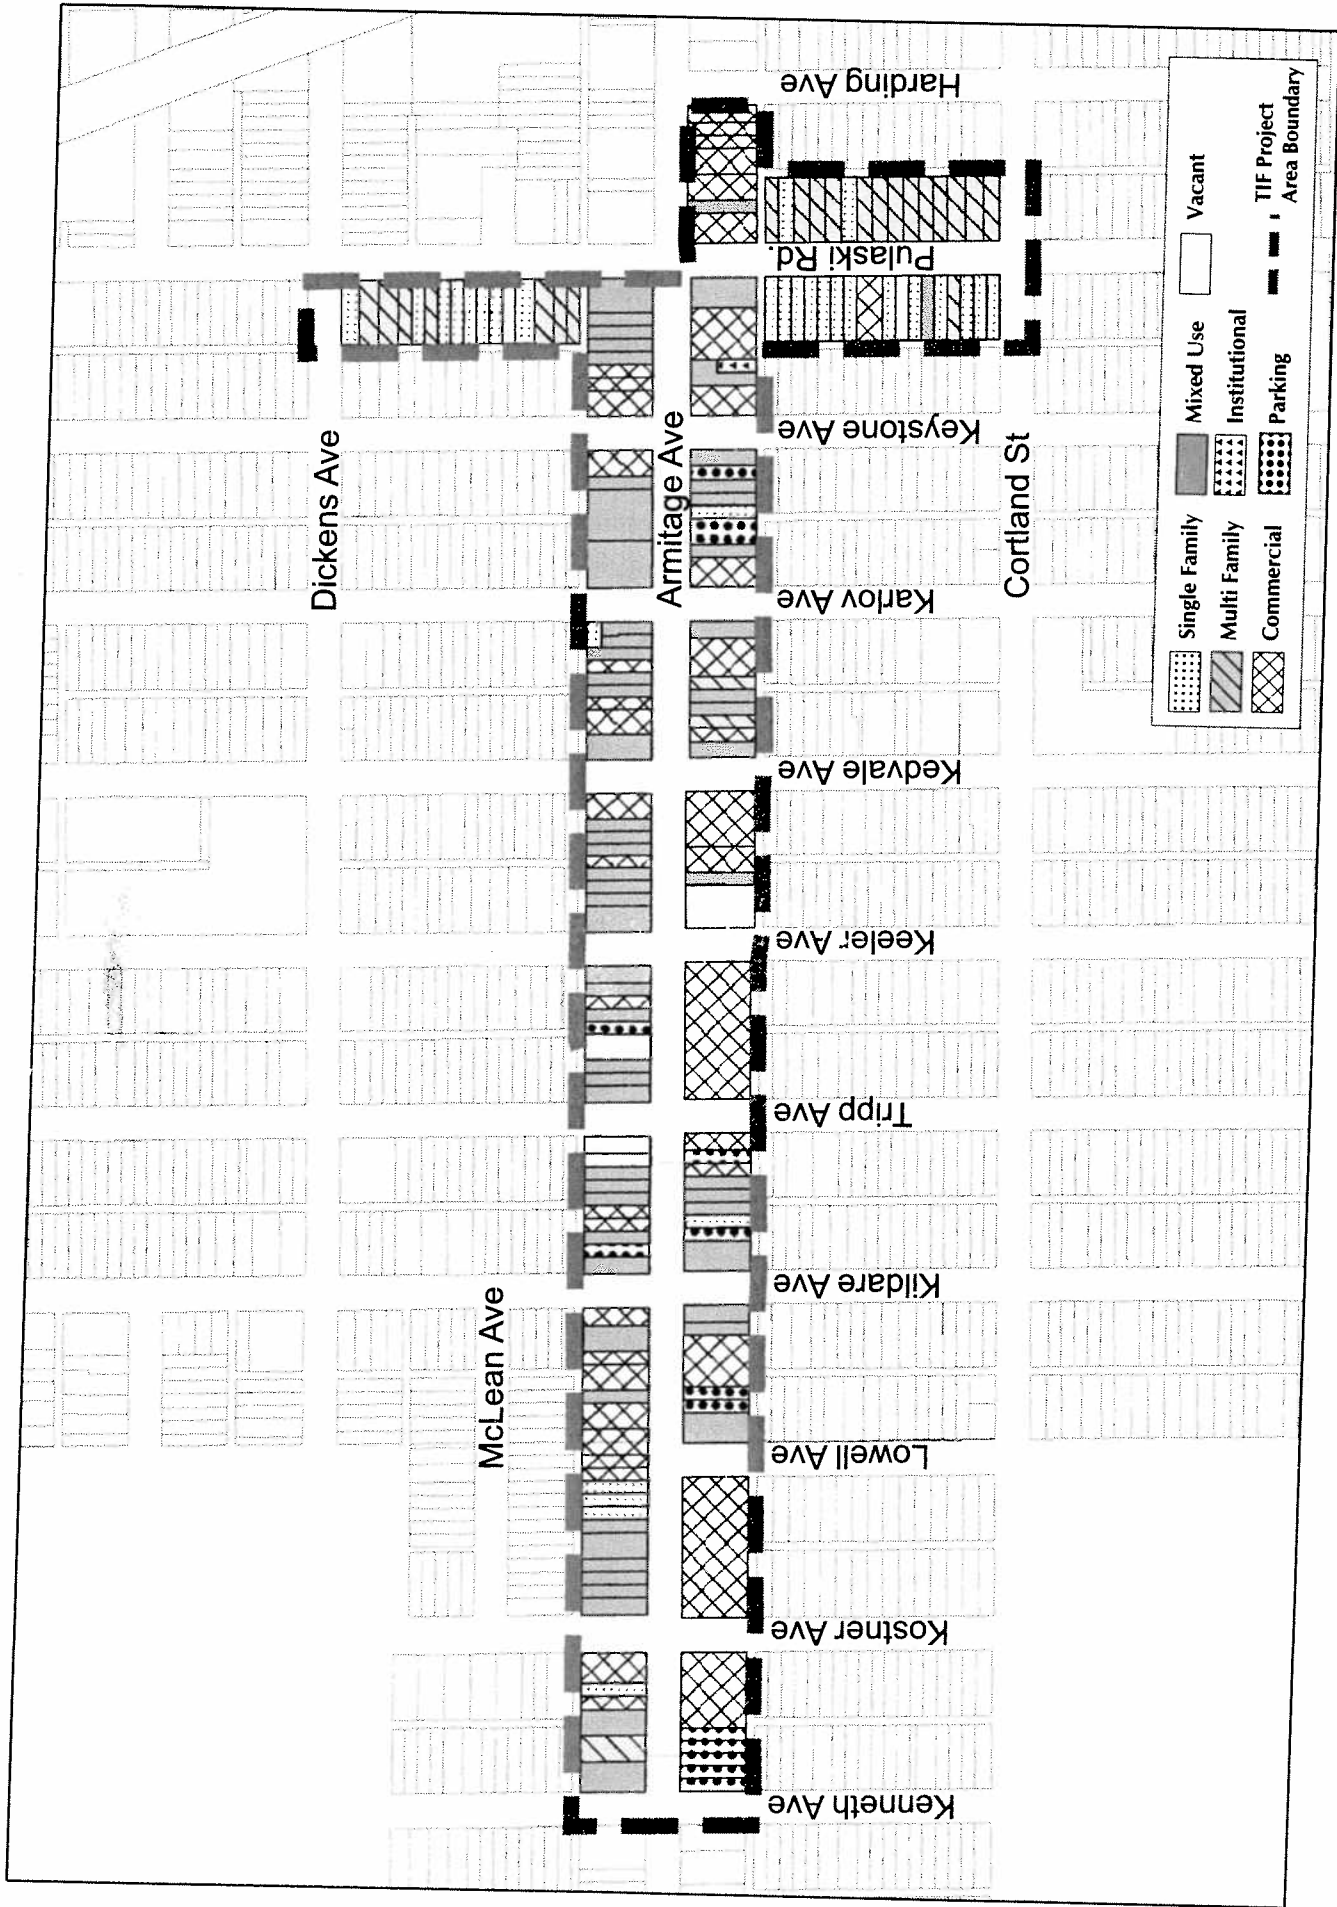 Dickens Ave
McLean Ave
Armitage Ave
Cortland St
Kenneth Ave
Kostner Ave
Lowell Ave
Kildare Ave
Tripp Ave
Keeler Ave
Kedvale Ave
Karlov Ave
Keystone Ave
Pulaski Rd.
Harding Ave
Single Family
Mixed Use
Vacant
Multi Family
Institutional
Commercial
Parking
TIF Project
Area Boundary